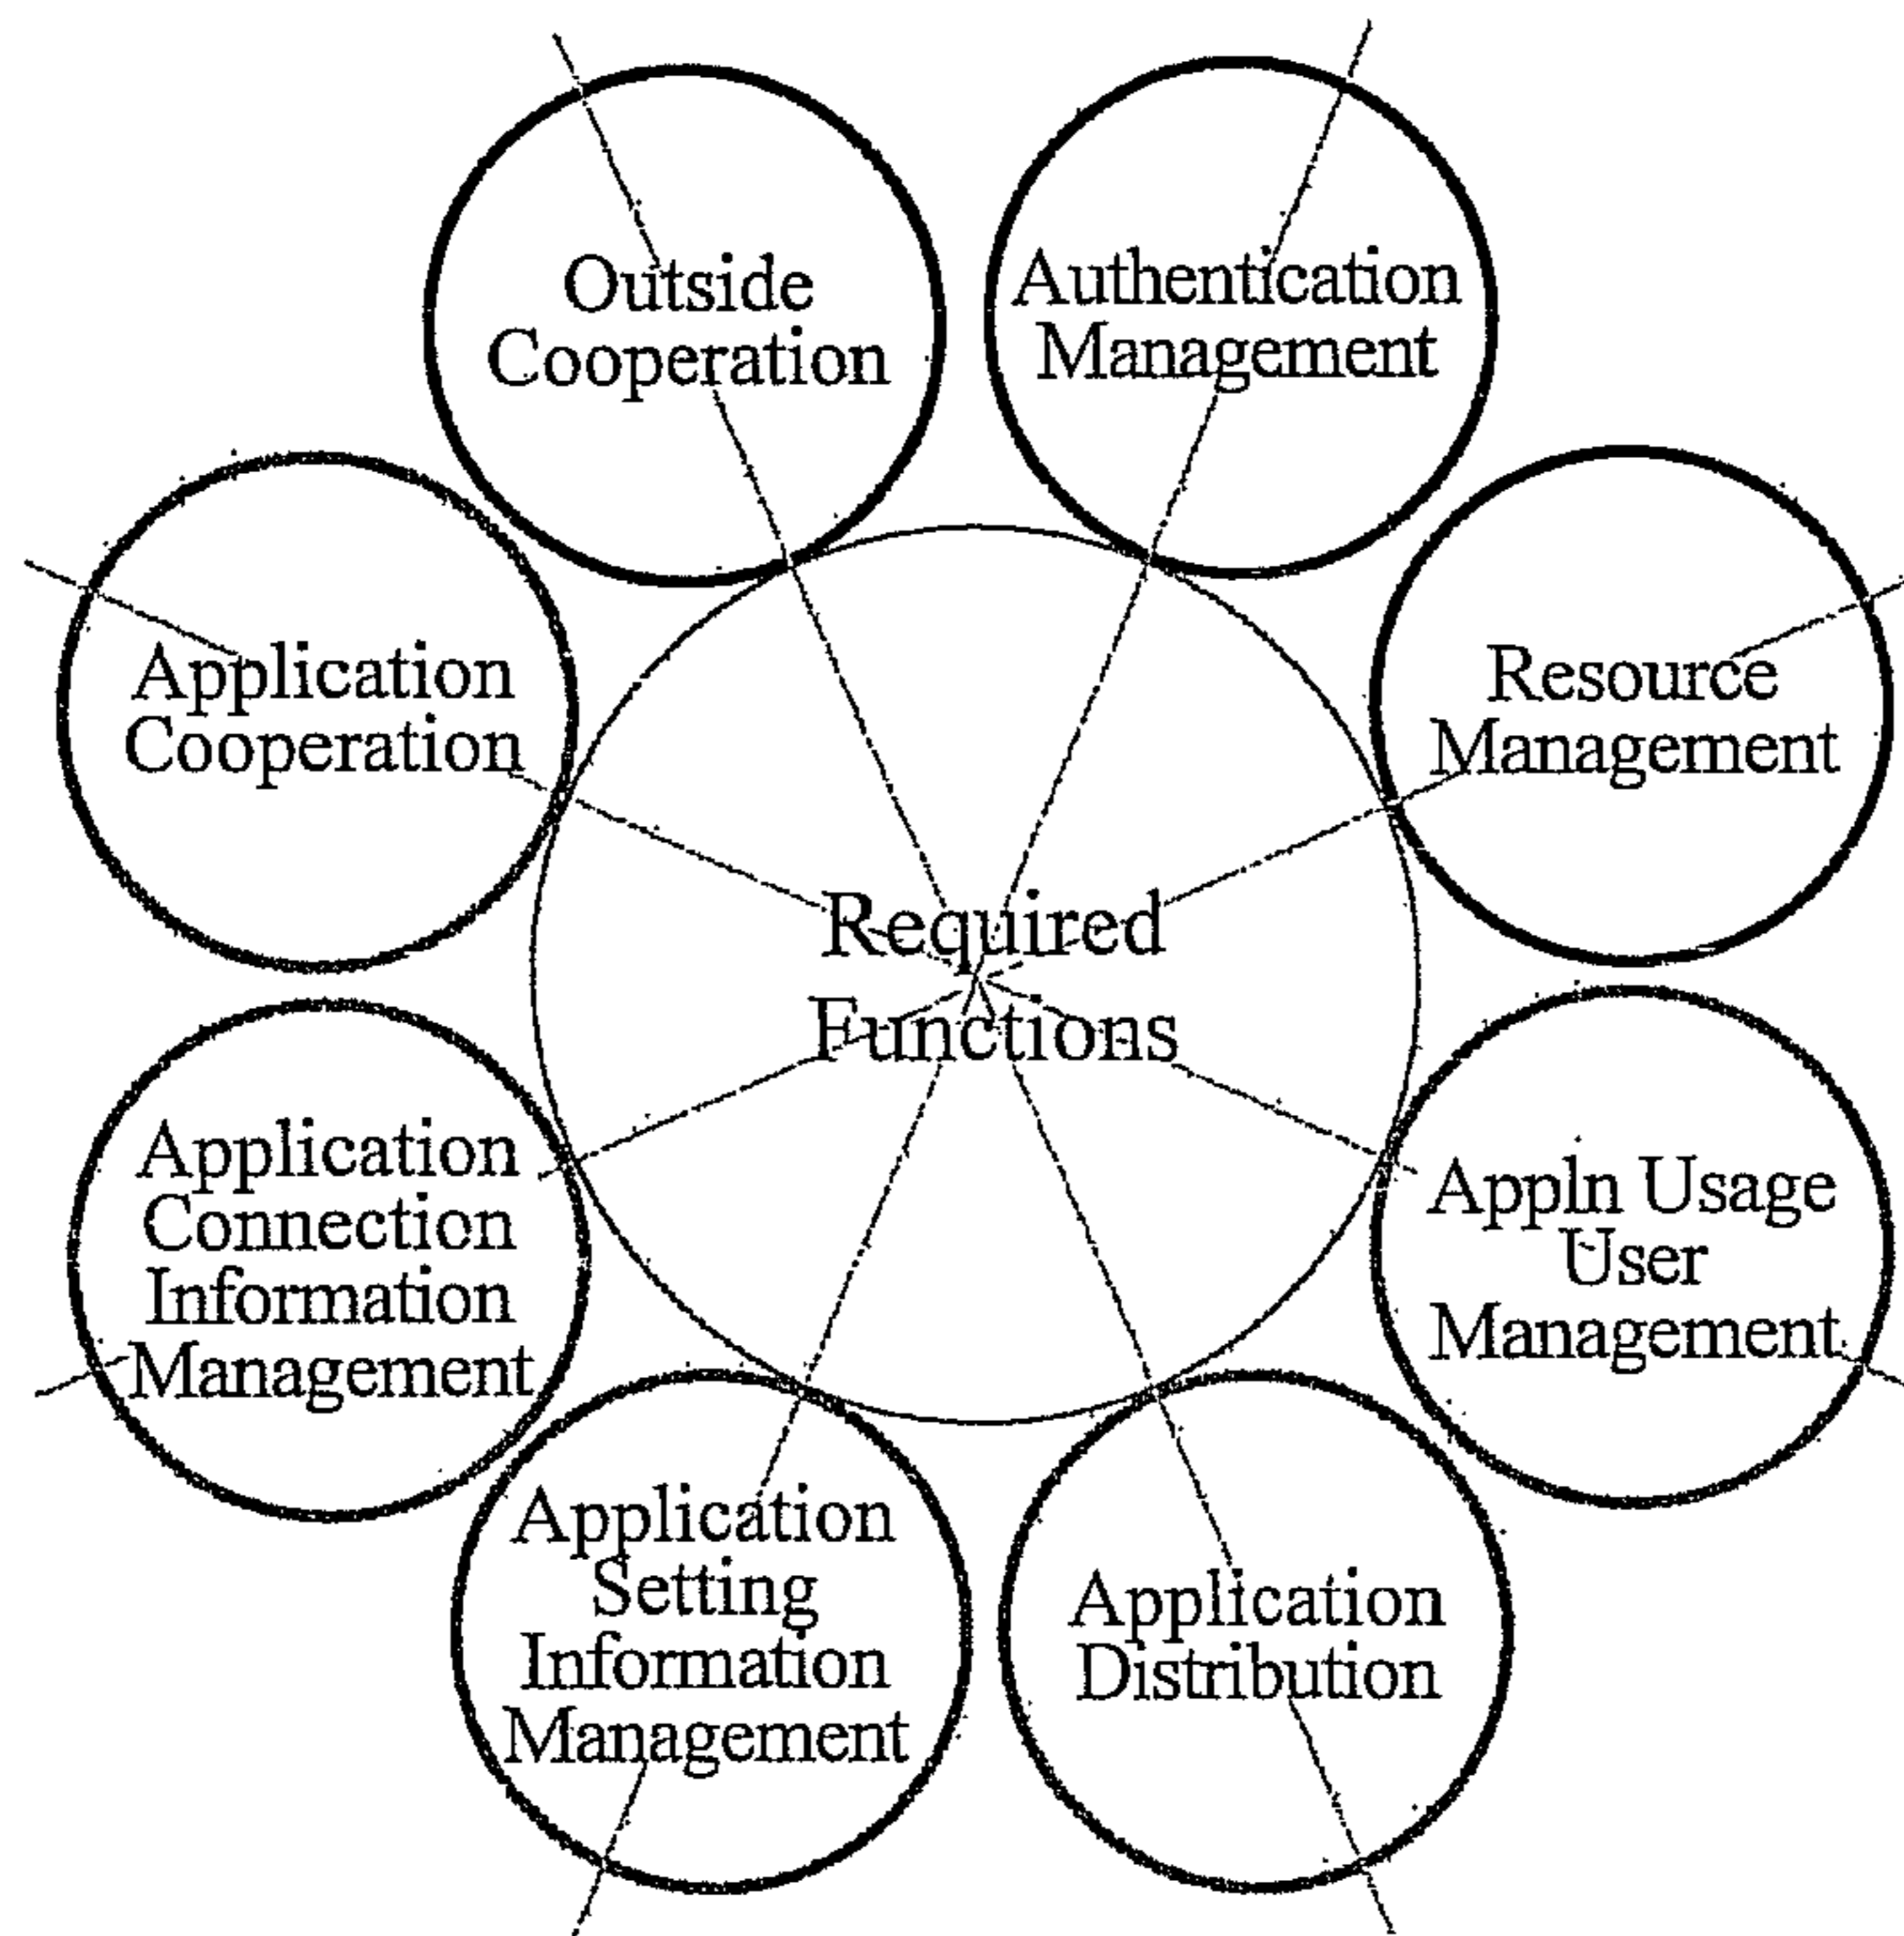 Outside
Cooperation
Authentication
Management
Application
Cooperation
Resource
Management
Required
Functions
Application
Connection
Information
Management
Appln Usage
User
Management
Application
Setting
Information
Management
Application
Distribution